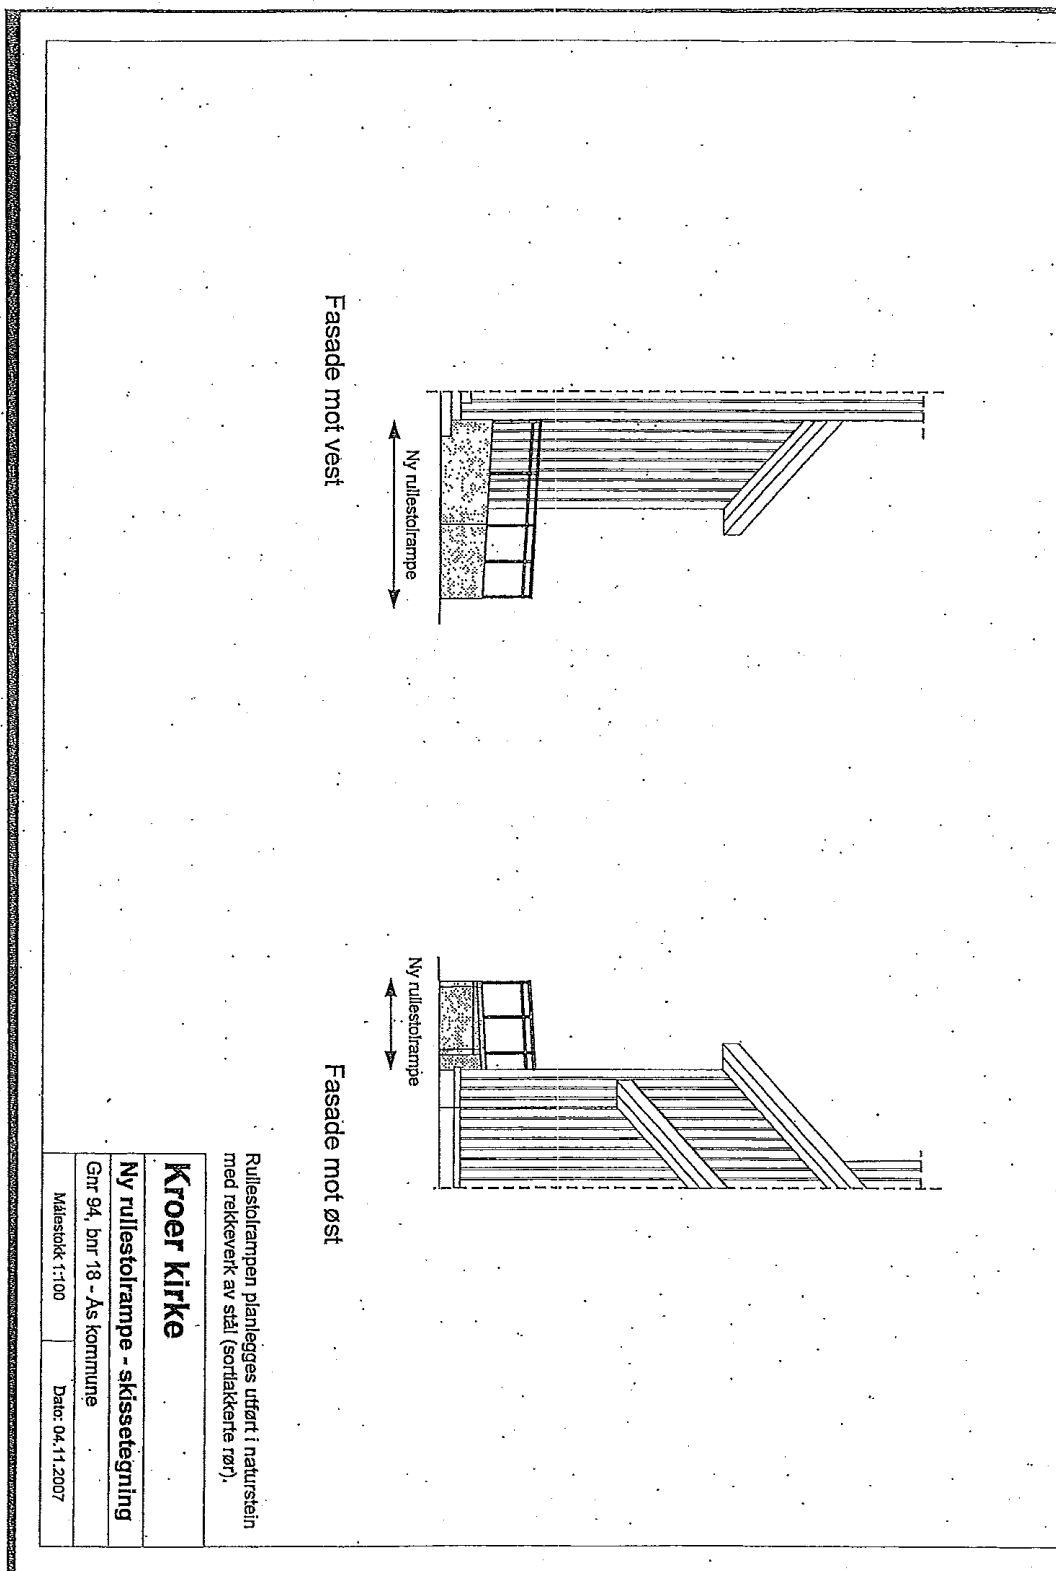 Ny rullestolrampe
Fasade mot vest
Ny rullestolrampe
Fasade mot øst
Rullestolrampen planlegges utført i naturstein
med rekkeverk av stål (sortlakkerte rør).
Kroer kirke
Ny rullestolrampe - skissetegning
Gnr 94, bnr 18 - Ås kommune
Målestokk 1:100
Dato: 04.11.2007